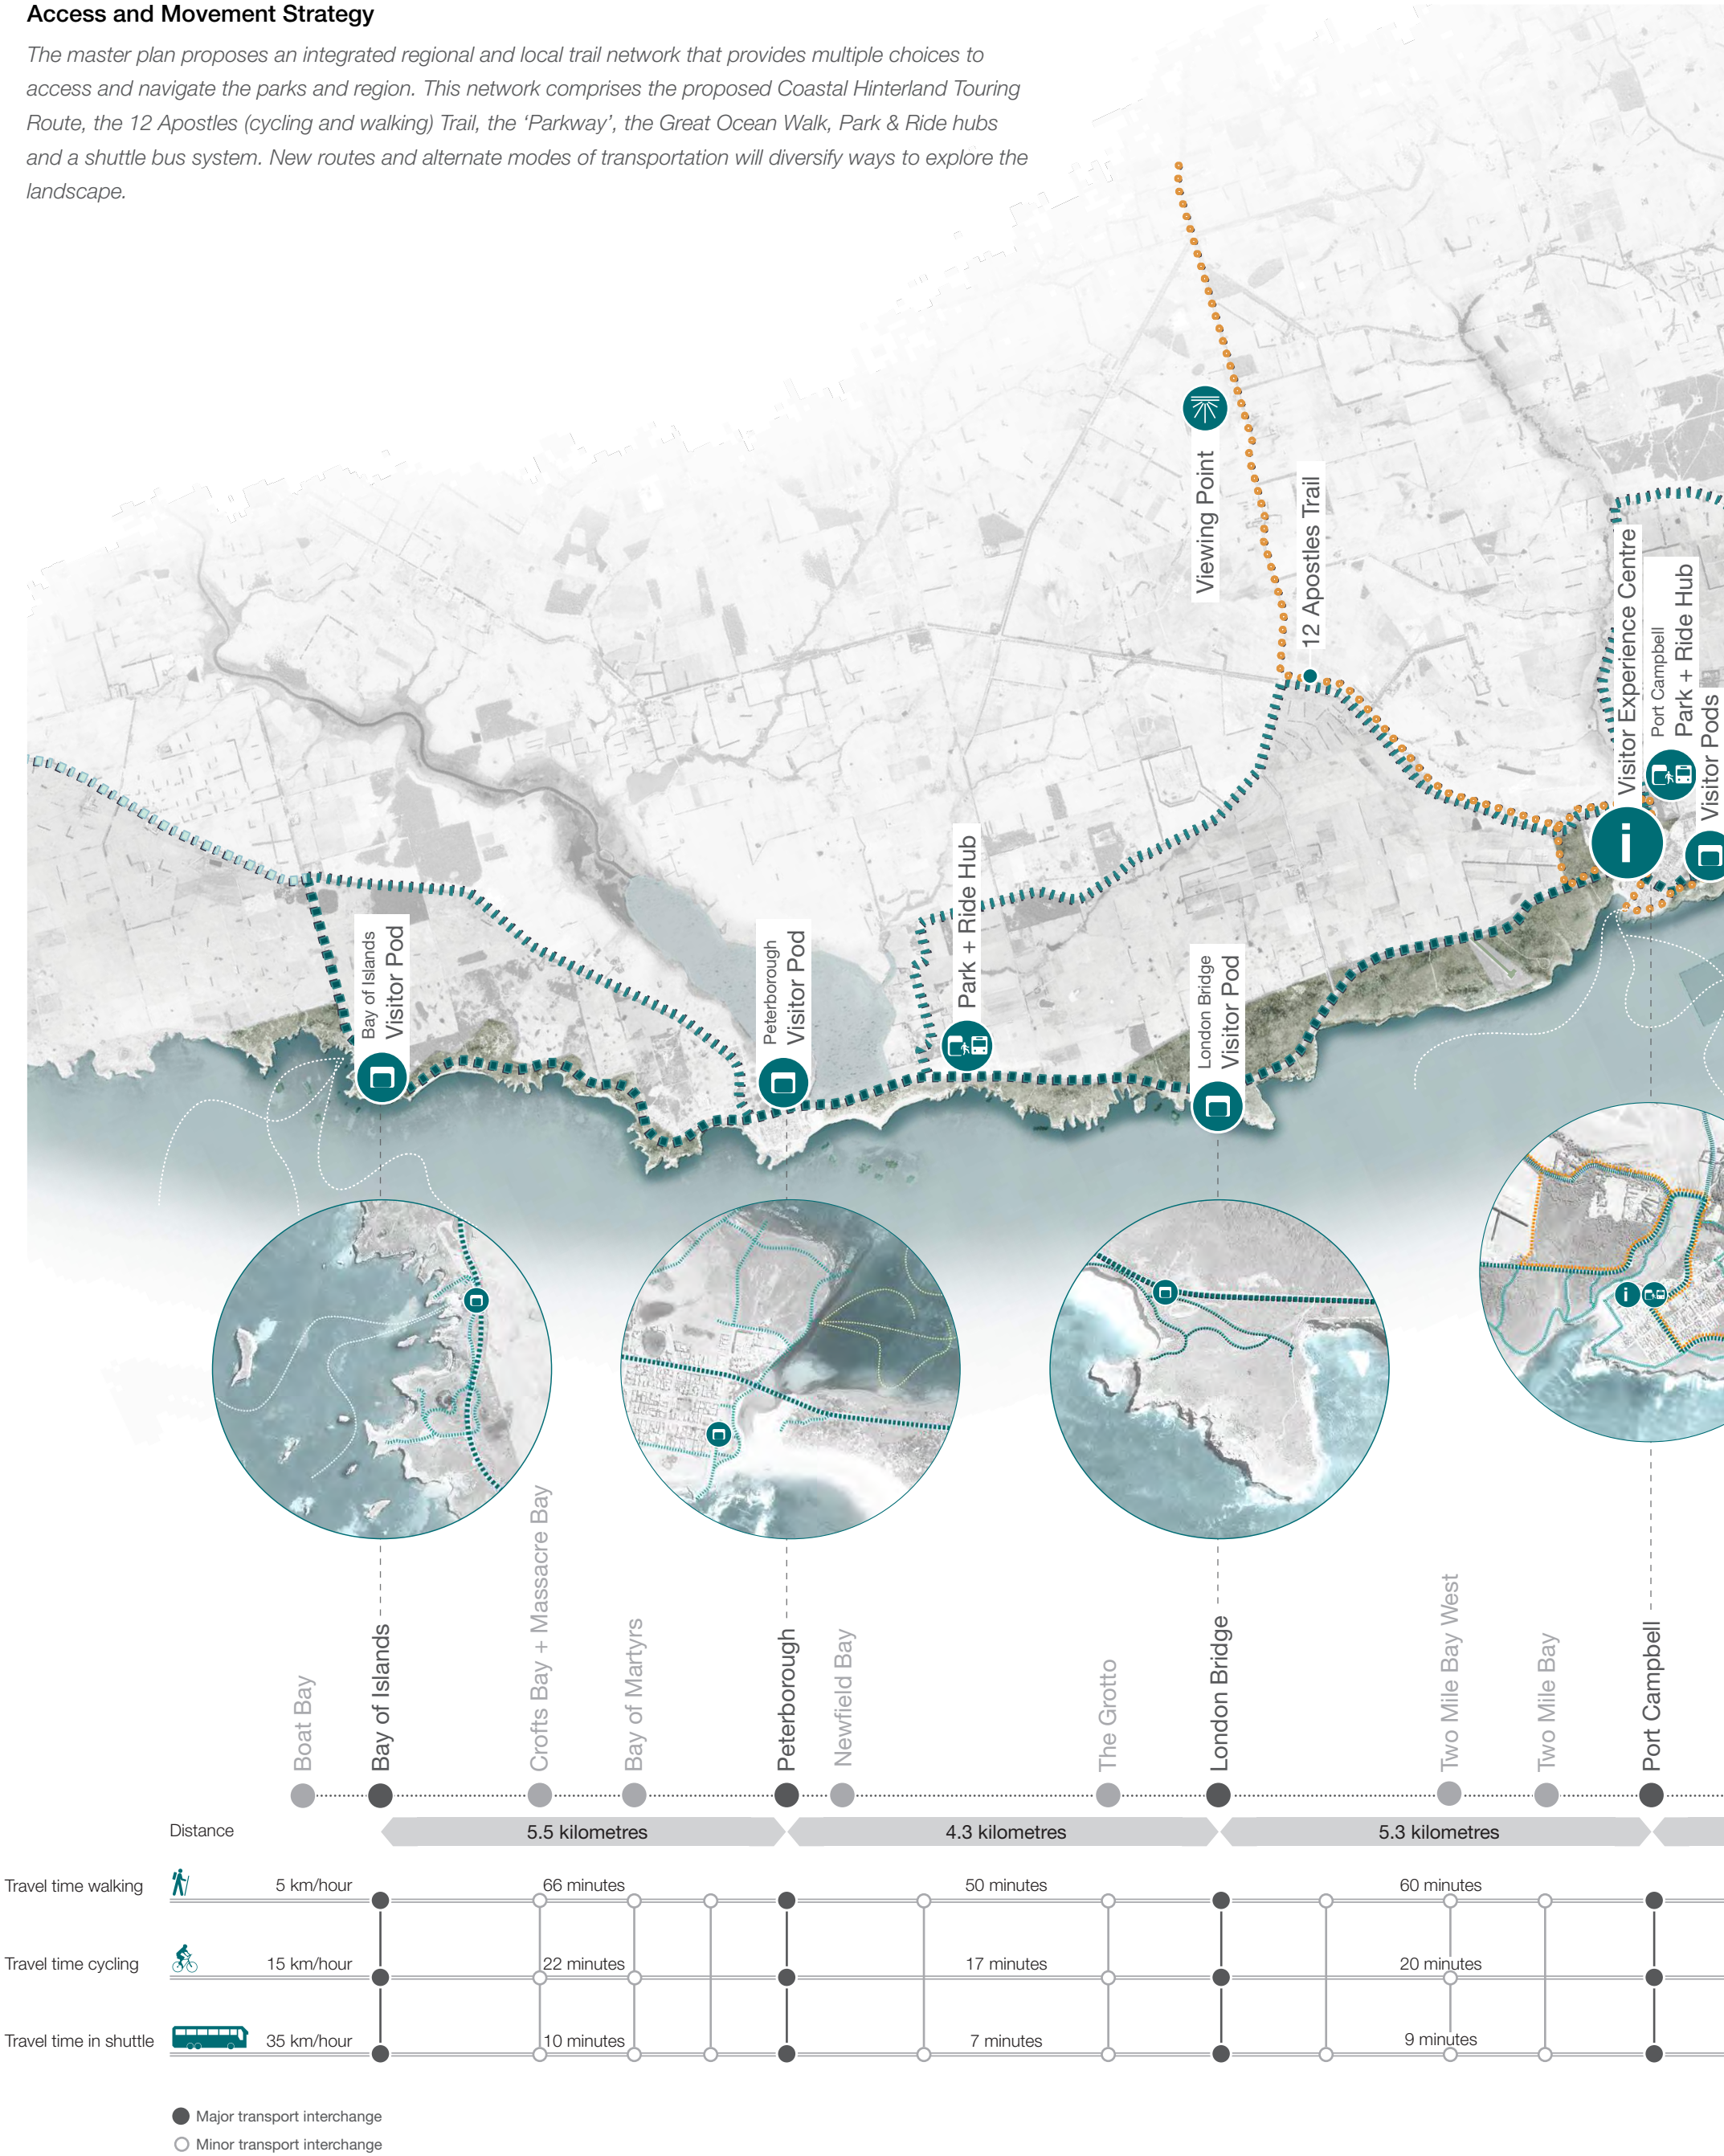 Access and Movement Strategy
The master plan proposes an integrated regional and local trail network that provides multiple choices to
access and navigate the parks and region. This network comprises the proposed Coastal Hinterland Touring
Route, the 12 Apostles (cycling and walking) Trail, the ‘Parkway’, the Great Ocean Walk, Park & Ride hubs
and a shuttle bus system. New routes and alternate modes of transportation will diversify ways to explore the
landscape.
Viewing Point
12 Apostles Trail
Visitor Experience Centre
Port Campbell
Park + Ride Hub
Visitor Pods
i
Bay of Islands
Visitor Pod
Peterborough
Visitor Pod
Park + Ride Hub
London Bridge
Visitor Pod
i
Boat Bay
Bay of Islands
Crofts Bay + Massacre Bay
Bay of Martyrs
Peterborough
Newfield Bay
The Grotto
London Bridge
Two Mile Bay West
Two Mile Bay
Port Campbell
Distance
5.5 kilometres
4.3 kilometres
5.3 kilometres
Travel time walking
5 km/hour
66 minutes
50 minutes
60 minutes
Travel time cycling
15 km/hour
22 minutes
17 minutes
20 minutes
Travel time in shuttle
35 km/hour
10 minutes
7 minutes
9 minutes
Major transport interchange
Minor transport interchange